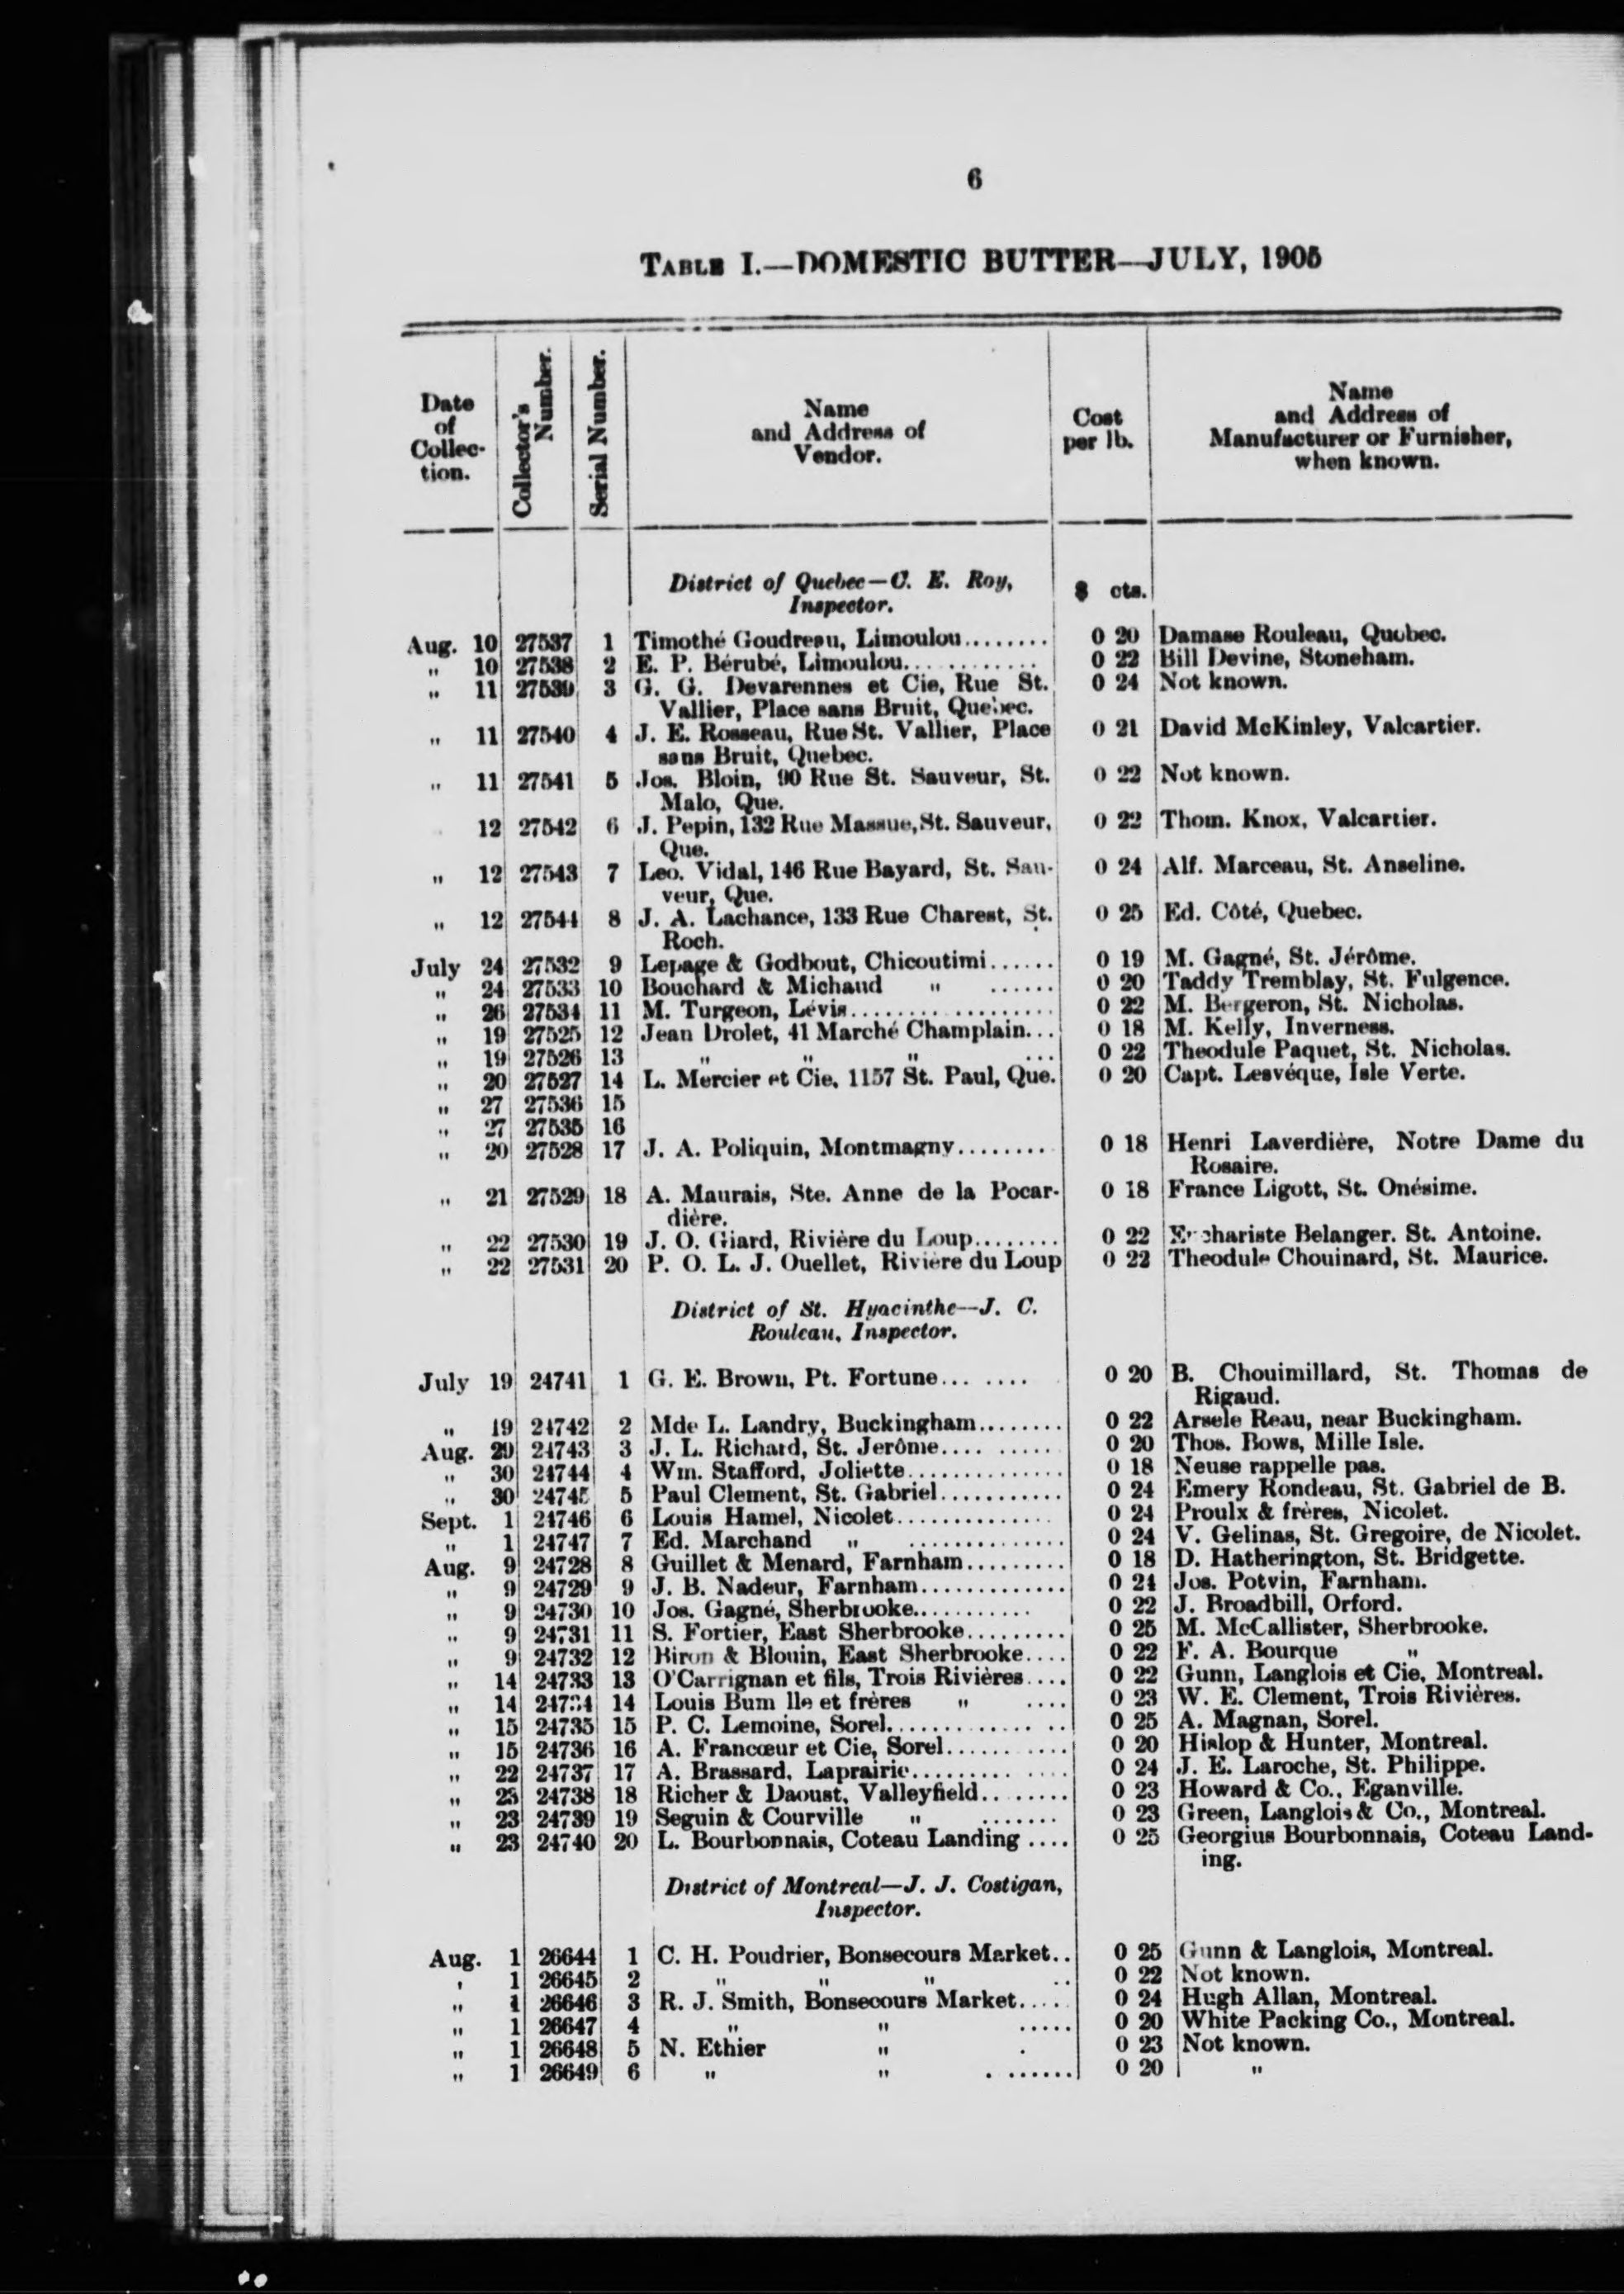 6
TABLE I.—DOMESTIC BUTTER—JULY, 1905
Date of Collection.
Collector's Number.
Serial Number.
Name and Address of Vendor.
Cost per lb.
Name and Address of Manufacturer or Furnisher, when known.
District of Quebec—C. E. Roy,
Inspector.
$ cts.
Aug. 10 27537 1 Timothé Goudreau, Limoulou........ 0 20 Damase Rouleau, Quebec.
" 10 27538 2 E. P. Bérubé, Limoulou............ 0 22 Bill Devine, Stoneham.
" 11 27539 3 G. G. Devarennes et Cie, Rue St. 0 24 Not known.
Vallier, Place sans Bruit, Quebec.
" 11 27540 4 J. E. Rosseau, Rue St. Vallier, Place 0 21 David McKinley, Valcartier.
sans Bruit, Quebec.
" 11 27541 5 Jos. Bloin, 90 Rue St. Sauveur, St. 0 22 Not known.
Malo, Que.
12 27542 6 J. Pepin, 132 Rue Massue, St. Sauveur, 0 22 Thom. Knox, Valcartier.
Que.
" 12 27543 7 Leo. Vidal, 146 Rue Bayard, St. Sau- 0 24 Alf. Marceau, St. Anseline.
veur, Que.
" 12 27544 8 J. A. Lachance, 133 Rue Charest, St. 0 25 Ed. Côté, Quebec.
Roch.
July 24 27532 9 Lepage & Godbout, Chicoutimi...... 0 19 M. Gagné, St. Jérôme.
" 24 27533 10 Bouchard & Michaud " ...... 0 20 Taddy Tremblay, St. Fulgence.
" 26 27534 11 M. Turgeon, Lévis.................. 0 22 M. Bergeron, St. Nicholas.
" 19 27525 12 Jean Drolet, 41 Marché Champlain... 0 18 M. Kelly, Inverness.
" 19 27526 13 " " " ... 0 22 Theodule Paquet, St. Nicholas.
" 20 27527 14 L. Mercier et Cie, 1157 St. Paul, Que. 0 20 Capt. Lesvéque, Isle Verte.
" 27 27536 15
" 27 27535 16
" 20 27528 17 J. A. Poliquin, Montmagny........ 0 18 Henri Laverdière, Notre Dame du
Rosaire.
" 21 27529 18 A. Maurais, Ste. Anne de la Pocar- 0 18 France Ligott, St. Onésime.
dière.
" 22 27530 19 J. O. Giard, Rivière du Loup........ 0 22 Belanger. St. Antoine.
" 22 27531 20 P. O. L. J. Ouellet, Rivière du Loup 0 22 Theodule Chouinard, St. Maurice.
District of St. Hyacinthe—J. C.
Rouleau, Inspector.
July 19 24741 1 G. E. Brown, Pt. Fortune........ 0 20 B. Chouimillard, St. Thomas de
Rigaud.
" 19 24742 2 Mde L. Landry, Buckingham........ 0 22 Arsele Reau, near Buckingham.
Aug. 29 24743 3 J. L. Richard, St. Jerôme.......... 0 20 Thos. Bows, Mille Isle.
" 30 24744 4 Wm. Stafford, Joliette............... 0 18 Neuse rappelle pas.
" 30 24745 5 Paul Clement, St. Gabriel............ 0 24 Emery Rondeau, St. Gabriel de B.
Sept. 1 24746 6 Louis Hamel, Nicolet............... 0 24 Proulx & frères, Nicolet.
" 1 24747 7 Ed. Marchand " ............... 0 24 V. Gelinas, St. Gregoire, de Nicolet.
Aug. 9 24728 8 Guillet & Menard, Farnham.......... 0 18 D. Hatherington, St. Bridgette.
" 9 24729 9 J. B. Nadeur, Farnham.............. 0 24 Jos. Potvin, Farnham.
" 9 24730 10 Jos. Gagné, Sherbrooke............ 0 22 J. Broadbill, Orford.
" 9 24731 11 S. Fortier, East Sherbrooke.......... 0 25 M. McCallister, Sherbrooke.
" 9 24732 12 Biron & Blouin, East Sherbrooke.... 0 22 F. A. Bourque "
" 14 24733 13 O'Carrignan et fils, Trois Rivières.... 0 22 Gunn, Langlois et Cie, Montreal.
" 14 24734 14 Louis et frères " .... 0 23 W. E. Clement, Trois Rivières.
" 15 24735 15 P. C. Lemoine, Sorel................ 0 25 A. Magnan, Sorel.
" 15 24736 16 A. Francœur et Cie, Sorel........... 0 20 Hislop & Hunter, Montreal.
" 22 24737 17 A. Brassard, Laprairie.............. 0 24 J. E. Laroche, St. Philippe.
" 23 24738 18 Richer & Daoust, Valleyfield........ 0 23 Howard & Co., Eganville.
" 23 24739 19 Seguin & Courville " ....... 0 23 Green, Langlois & Co., Montreal.
" 23 24740 20 L. Bourbonnais, Coteau Landing .... 0 25 Georgius Bourbonnais, Coteau Land-
ing.
District of Montreal—J. J. Costigan,
Inspector.
Aug. 1 26644 1 C. H. Poudrier, Bonsecours Market.. 0 25 Gunn & Langlois, Montreal.
" 1 26645 2 " " " .. 0 22 Not known.
" 1 26646 3 R. J. Smith, Bonsecours Market..... 0 24 Hugh Allan, Montreal.
" 1 26647 4 " " ..... 0 20 White Packing Co., Montreal.
" 1 26648 5 N. Ethier " . 0 23 Not known.
" 1 26649 6 " " ........ 0 20 "